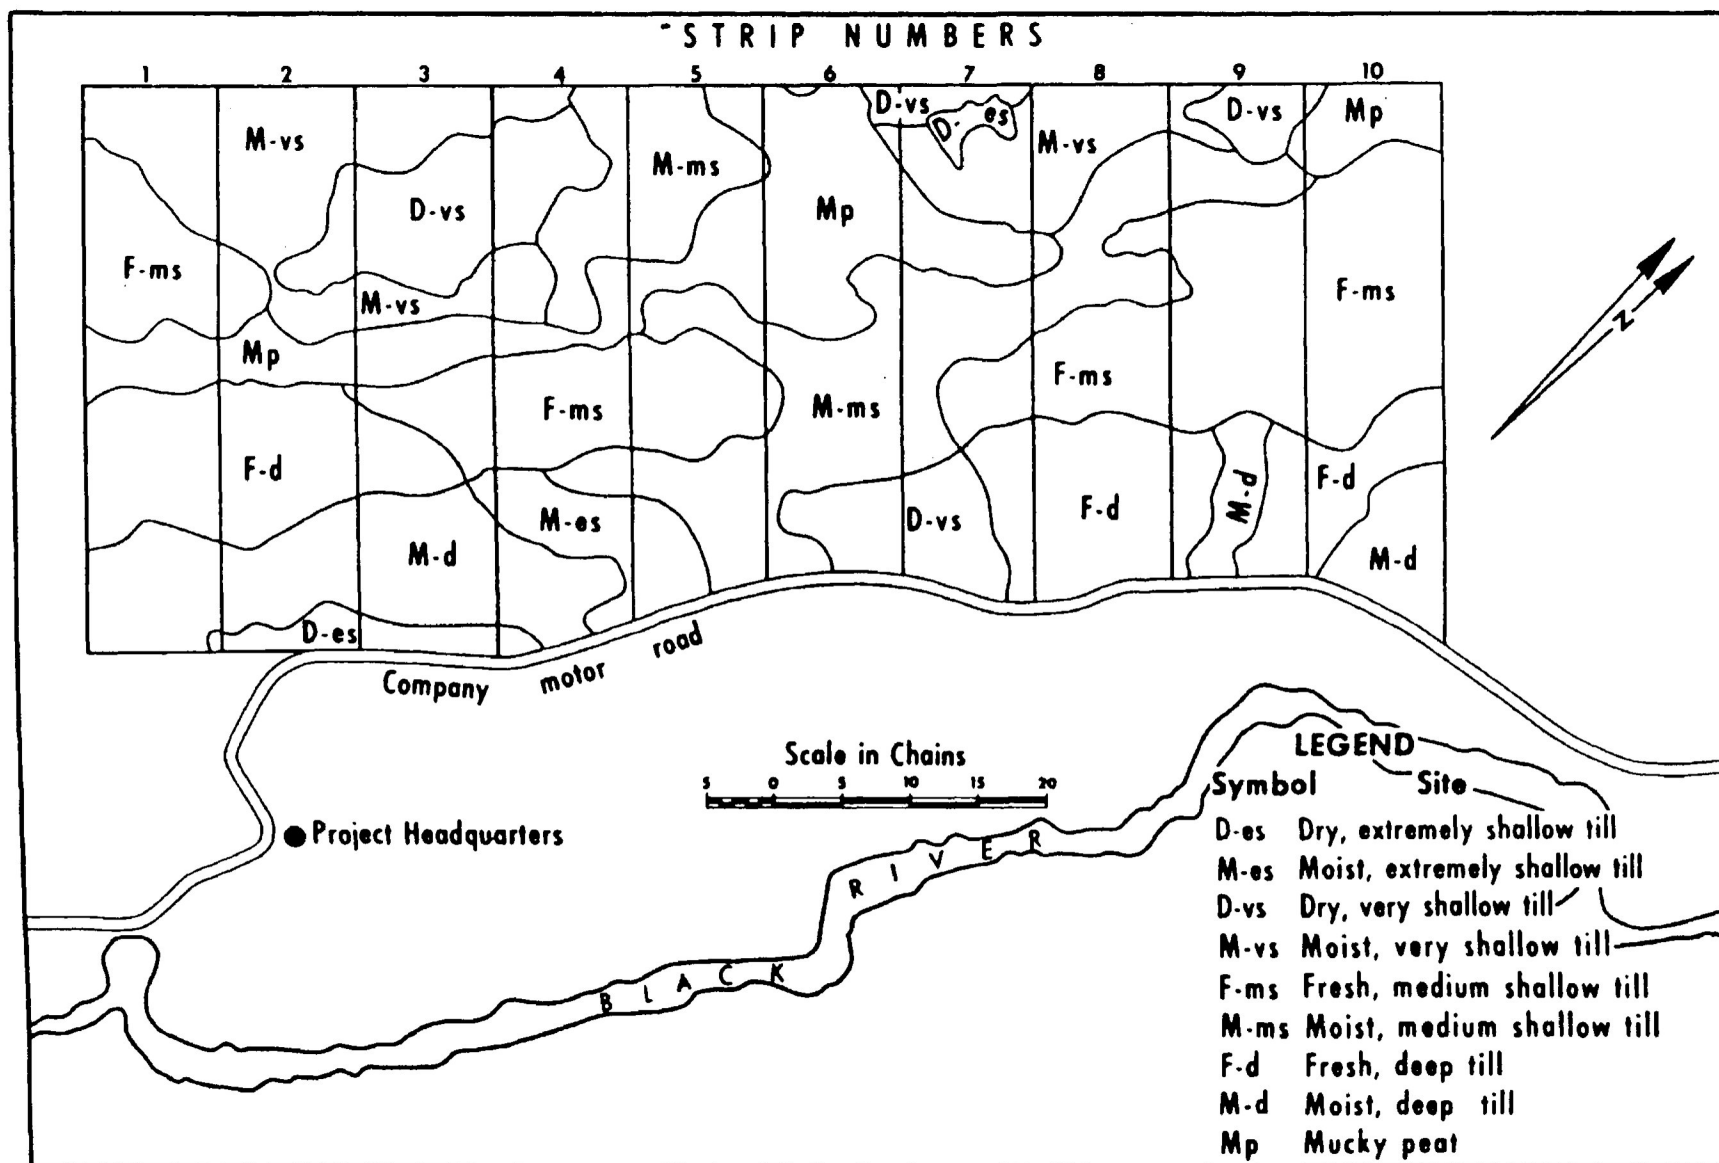 STRIP NUMBERS
1 2 3 4 5 6 7 8 9 10
D-vs D-es D-vs Mp
M-vs M-ms M-vs
D-vs Mp
F-ms M-vs F-ms
Mp F-ms
F-ms M-ms
F-d F-d
M-d
M-es D-vs F-d
M-d M-d
D-es
Company motor road
N
Scale in Chains
5 0 5 10 15 20
Project Headquarters
BLACK RIVER
LEGEND
Symbol Site
D-es Dry, extremely shallow till
M-es Moist, extremely shallow till
D-vs Dry, very shallow till
M-vs Moist, very shallow till
F-ms Fresh, medium shallow till
M-ms Moist, medium shallow till
F-d Fresh, deep till
M-d Moist, deep till
Mp Mucky peat